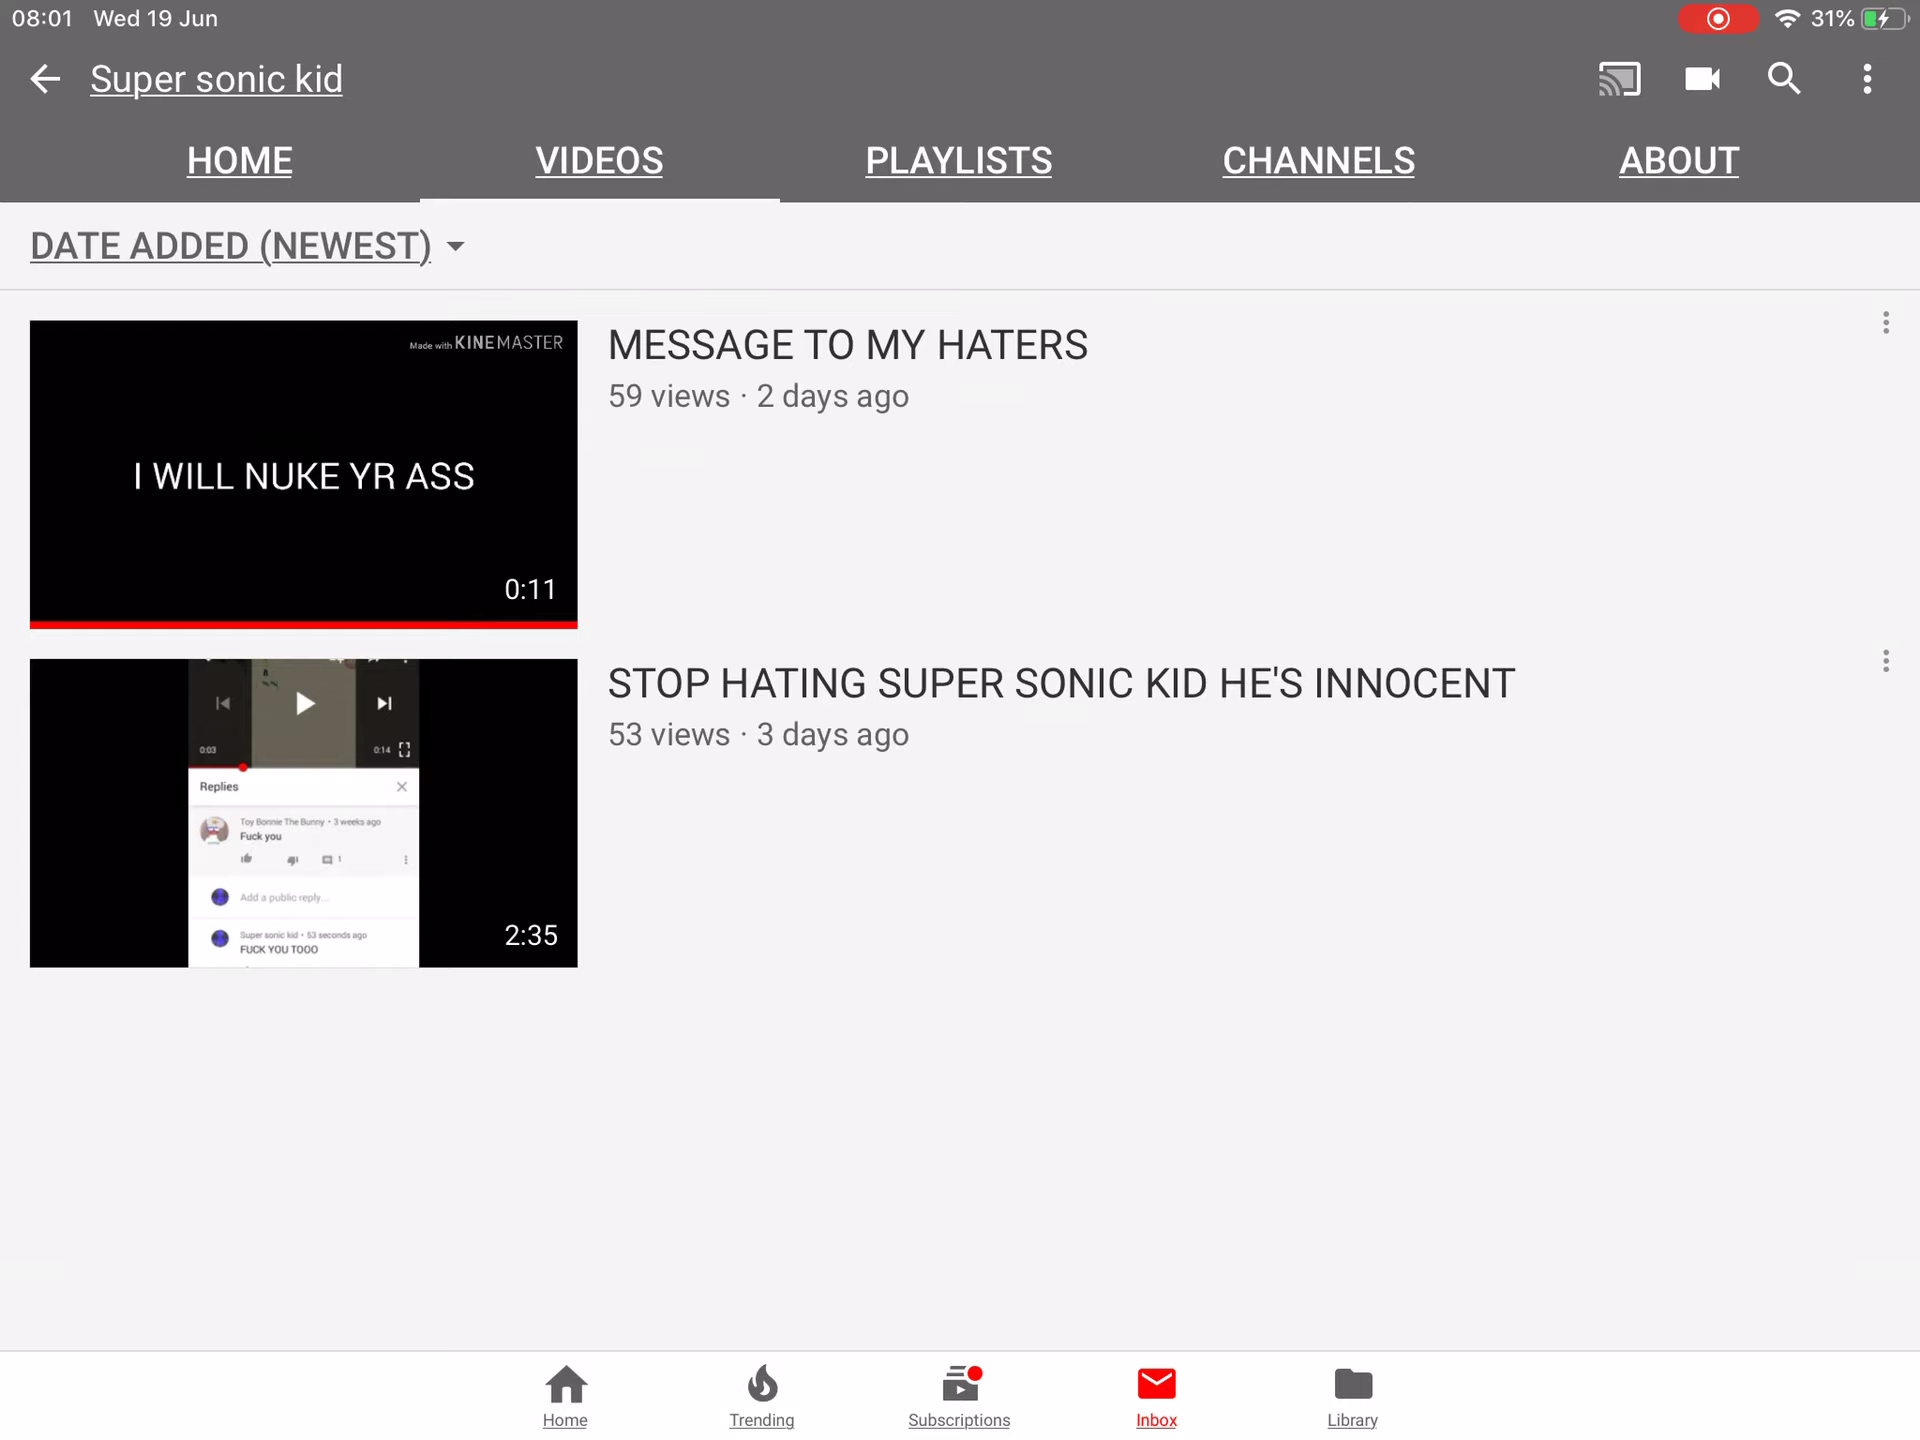 08:01 Wed 19 Jun 31%
Super sonic kid
HOME VIDEOS PLAYLISTS CHANNELS ABOUT
DATE ADDED (NEWEST)
Made with KINEMASTER
I WILL NUKE YR ASS
0:11
MESSAGE TO MY HATERS
59 views · 2 days ago
0:03 0:14
Replies
Toy Bonnie The Bunny • 3 weeks ago
Fuck you
1
Add a public reply...
Super sonic kid • 53 seconds ago
FUCK YOU TOOO
2:35
STOP HATING SUPER SONIC KID HE'S INNOCENT
53 views · 3 days ago
Home Trending Subscriptions Inbox Library